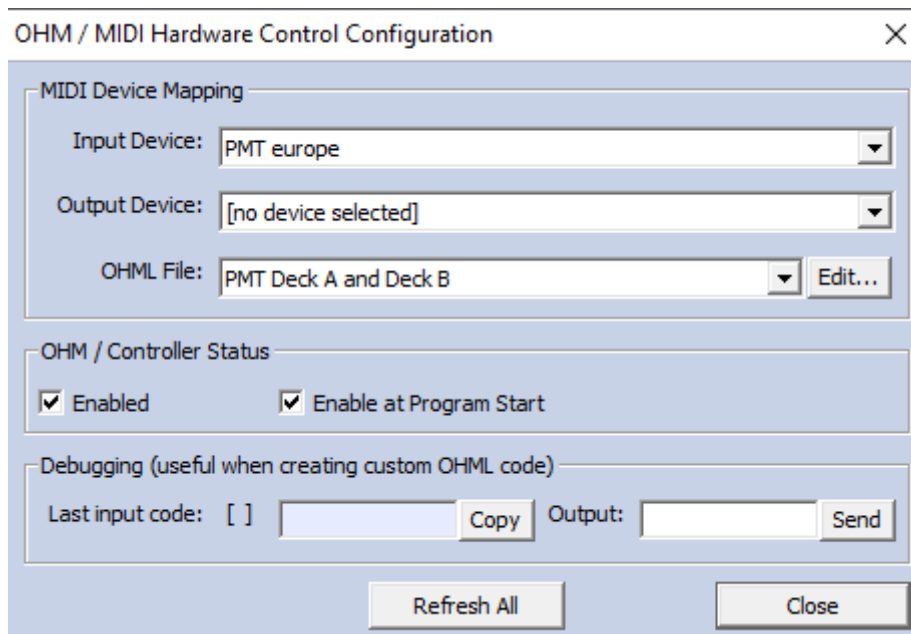 OHM / MIDI Hardware Control Configuration
MIDI Device Mapping
Input Device: PMT europe
Output Device: [no device selected]
OHML File: PMT Deck A and Deck B Edit...
OHM / Controller Status
Enabled Enable at Program Start
Debugging (useful when creating custom OHML code)
Last input code: [ ] Copy Output: Send
Refresh All Close